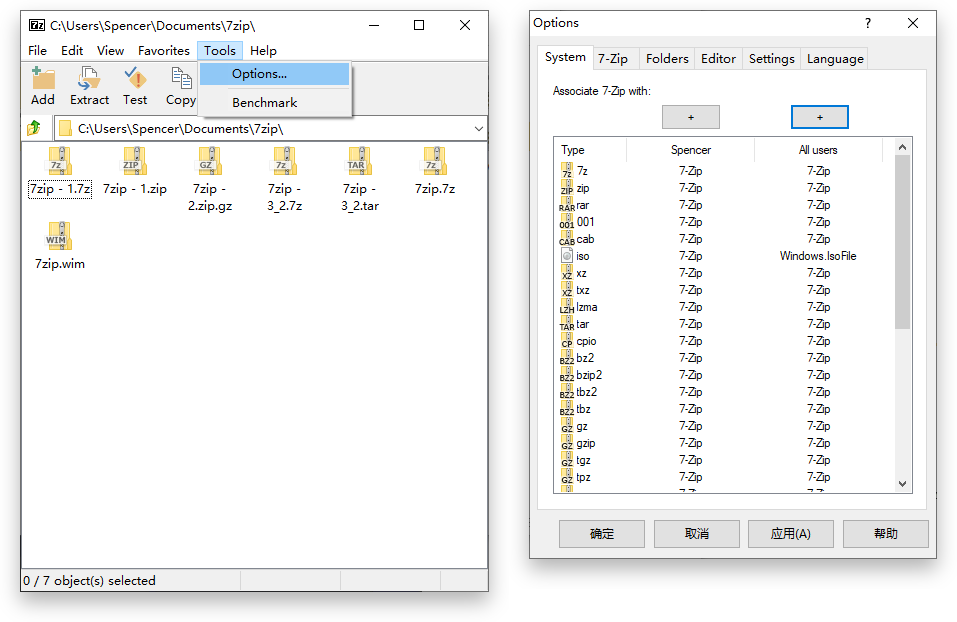 7z C:\Users\Spencer\Documents\7zip\
File Edit View Favorites Tools Help
Options...
Benchmark
Add Extract Test Copy
C:\Users\Spencer\Documents\7zip\
7z ZIP GZ 7z TAR 7z
7zip - 1.7z 7zip - 1.zip 7zip - 2.zip.gz 7zip - 3_2.7z 7zip - 3_2.tar 7zip.7z
WIM
7zip.wim
0 / 7 object(s) selected
Options ?
System 7-Zip Folders Editor Settings Language
Associate 7-Zip with:
+ +
Type Spencer All users
7z 7z 7-Zip 7-Zip
ZIP zip 7-Zip 7-Zip
RAR rar 7-Zip 7-Zip
001 001 7-Zip 7-Zip
CAB cab 7-Zip 7-Zip
iso 7-Zip Windows.IsoFile
XZ xz 7-Zip 7-Zip
XZ txz 7-Zip 7-Zip
LZH lzma 7-Zip 7-Zip
TAR tar 7-Zip 7-Zip
CP cpio 7-Zip 7-Zip
BZ2 bz2 7-Zip 7-Zip
BZ2 bzip2 7-Zip 7-Zip
BZ2 tbz2 7-Zip 7-Zip
BZ2 tbz 7-Zip 7-Zip
GZ gz 7-Zip 7-Zip
GZ gzip 7-Zip 7-Zip
GZ tgz 7-Zip 7-Zip
GZ tpz 7-Zip 7-Zip
确定 取消 应用(A) 帮助